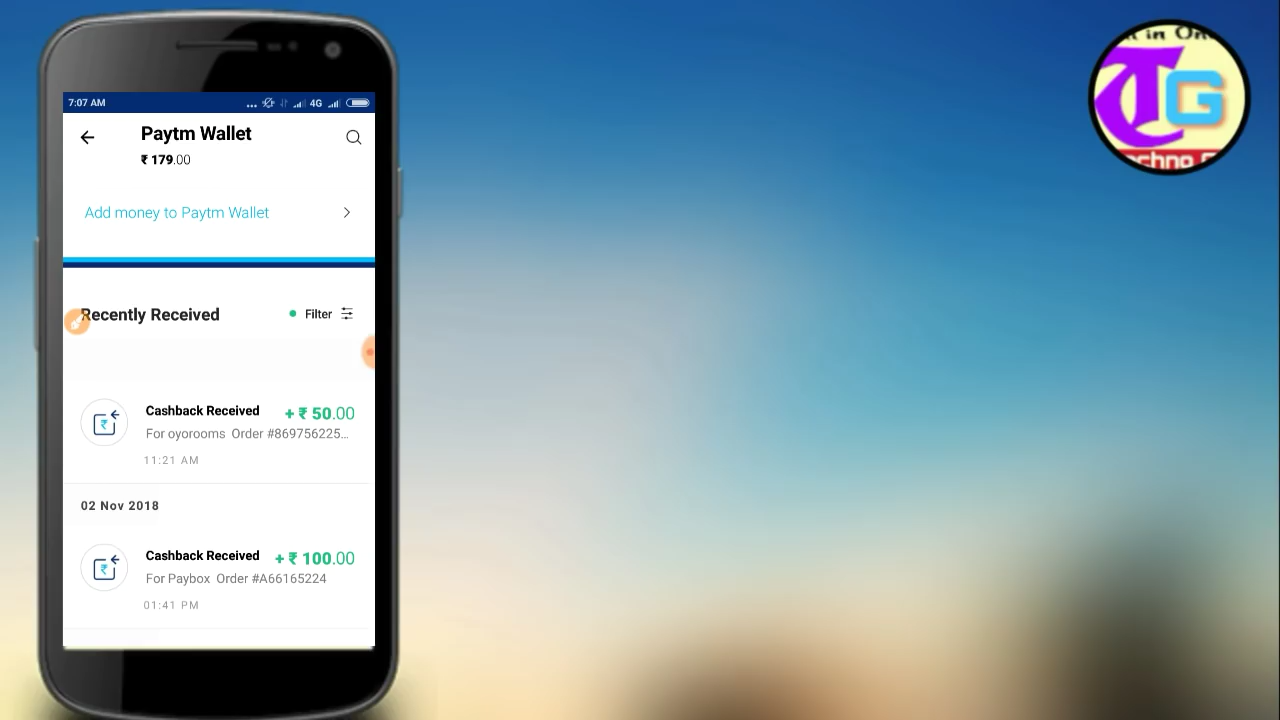 7:07 AM
4G
Paytm Wallet
₹ 179.00
Add money to Paytm Wallet
Recently Received
Filter
Cashback Received
+ ₹ 50.00
For oyorooms Order #869756225...
11:21 AM
02 Nov 2018
Cashback Received
+ ₹ 100.00
For Paybox Order #A66165224
01:41 PM
in
TG